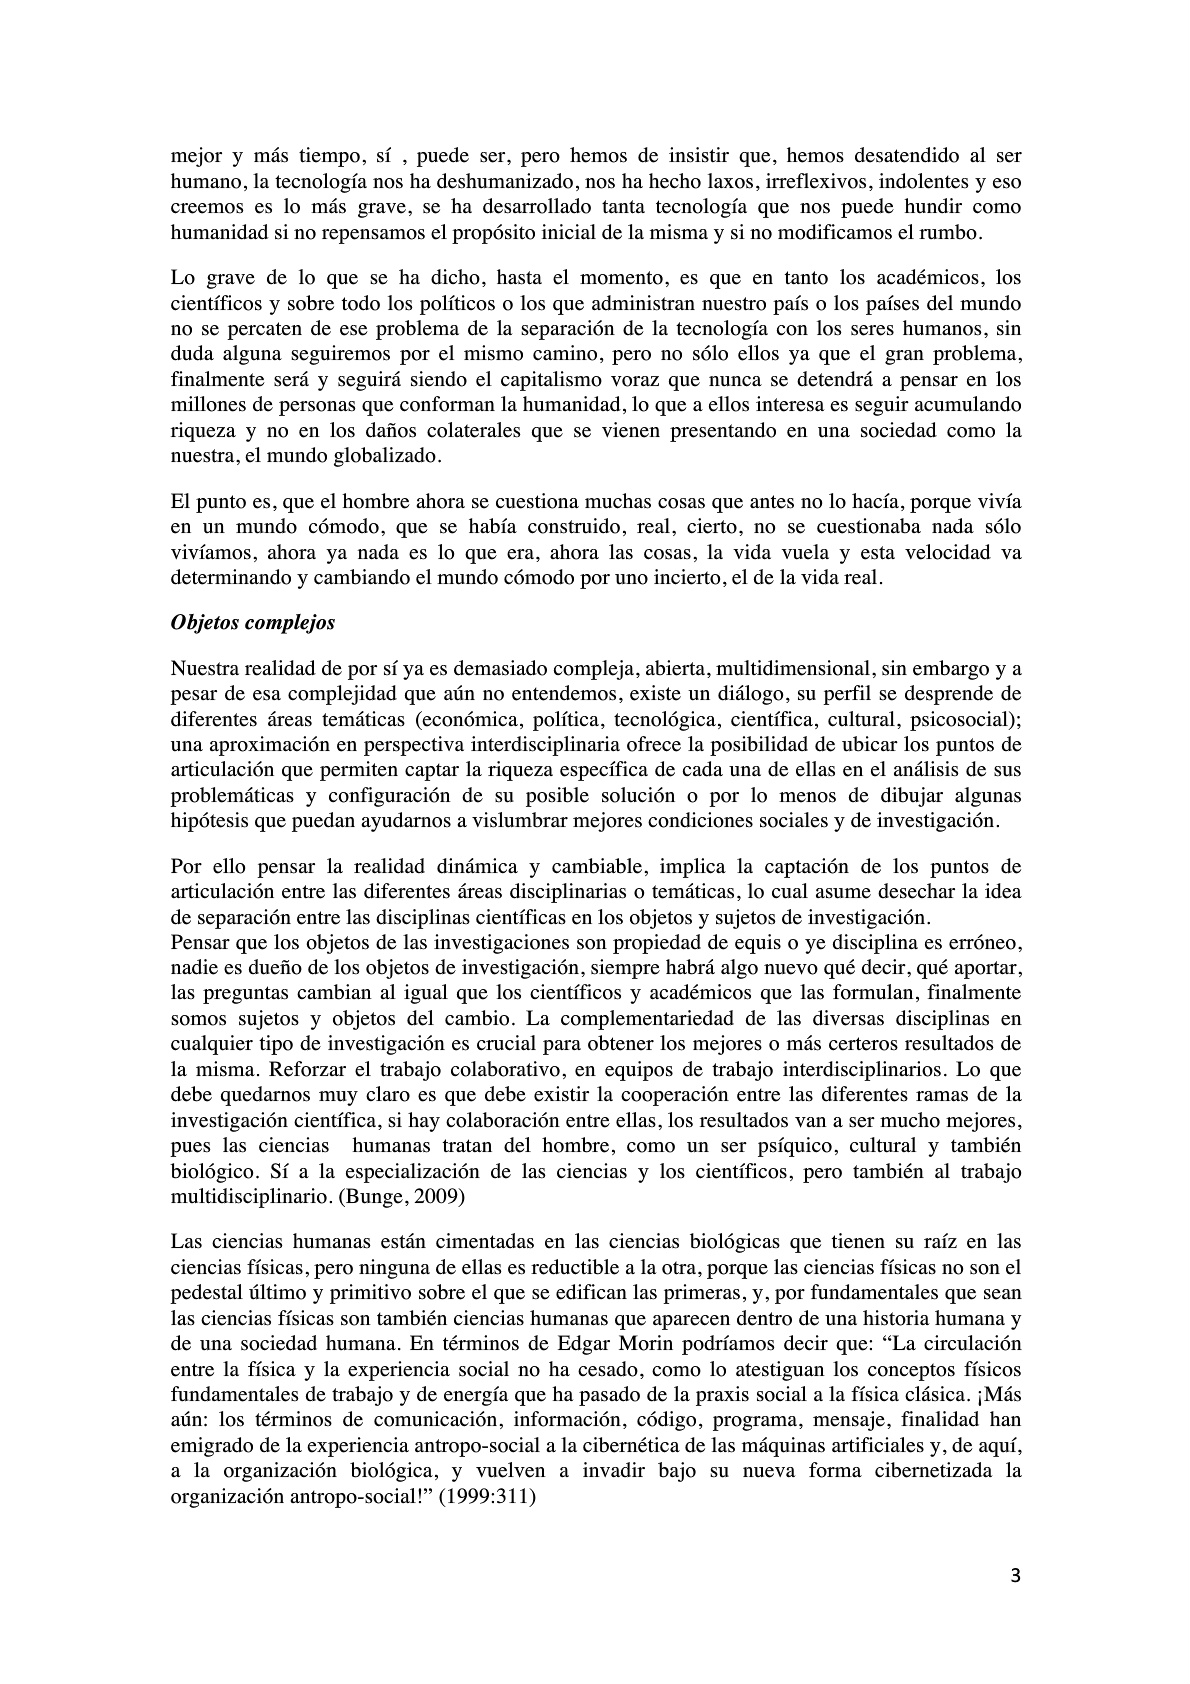 mejor y más tiempo, sí , puede ser, pero hemos de insistir que, hemos desatendido al ser
humano, la tecnología nos ha deshumanizado, nos ha hecho laxos, irreflexivos, indolentes y eso
creemos es lo más grave, se ha desarrollado tanta tecnología que nos puede hundir como
humanidad si no repensamos el propósito inicial de la misma y si no modificamos el rumbo.
Lo grave de lo que se ha dicho, hasta el momento, es que en tanto los académicos, los
científicos y sobre todo los políticos o los que administran nuestro país o los países del mundo
no se percaten de ese problema de la separación de la tecnología con los seres humanos, sin
duda alguna seguiremos por el mismo camino, pero no sólo ellos ya que el gran problema,
finalmente será y seguirá siendo el capitalismo voraz que nunca se detendrá a pensar en los
millones de personas que conforman la humanidad, lo que a ellos interesa es seguir acumulando
riqueza y no en los daños colaterales que se vienen presentando en una sociedad como la
nuestra, el mundo globalizado.
El punto es, que el hombre ahora se cuestiona muchas cosas que antes no lo hacía, porque vivía
en un mundo cómodo, que se había construido, real, cierto, no se cuestionaba nada sólo
vivíamos, ahora ya nada es lo que era, ahora las cosas, la vida vuela y esta velocidad va
determinando y cambiando el mundo cómodo por uno incierto, el de la vida real.
Objetos complejos
Nuestra realidad de por sí ya es demasiado compleja, abierta, multidimensional, sin embargo y a
pesar de esa complejidad que aún no entendemos, existe un diálogo, su perfil se desprende de
diferentes áreas temáticas (económica, política, tecnológica, científica, cultural, psicosocial);
una aproximación en perspectiva interdisciplinaria ofrece la posibilidad de ubicar los puntos de
articulación que permiten captar la riqueza específica de cada una de ellas en el análisis de sus
problemáticas y configuración de su posible solución o por lo menos de dibujar algunas
hipótesis que puedan ayudarnos a vislumbrar mejores condiciones sociales y de investigación.
Por ello pensar la realidad dinámica y cambiable, implica la captación de los puntos de
articulación entre las diferentes áreas disciplinarias o temáticas, lo cual asume desechar la idea
de separación entre las disciplinas científicas en los objetos y sujetos de investigación.
Pensar que los objetos de las investigaciones son propiedad de equis o ye disciplina es erróneo,
nadie es dueño de los objetos de investigación, siempre habrá algo nuevo qué decir, qué aportar,
las preguntas cambian al igual que los científicos y académicos que las formulan, finalmente
somos sujetos y objetos del cambio. La complementariedad de las diversas disciplinas en
cualquier tipo de investigación es crucial para obtener los mejores o más certeros resultados de
la misma. Reforzar el trabajo colaborativo, en equipos de trabajo interdisciplinarios. Lo que
debe quedarnos muy claro es que debe existir la cooperación entre las diferentes ramas de la
investigación científica, si hay colaboración entre ellas, los resultados van a ser mucho mejores,
pues las ciencias  humanas tratan del hombre, como un ser psíquico, cultural y también
biológico. Sí a la especialización de las ciencias y los científicos, pero también al trabajo
multidisciplinario. (Bunge, 2009)
Las ciencias humanas están cimentadas en las ciencias biológicas que tienen su raíz en las
ciencias físicas, pero ninguna de ellas es reductible a la otra, porque las ciencias físicas no son el
pedestal último y primitivo sobre el que se edifican las primeras, y, por fundamentales que sean
las ciencias físicas son también ciencias humanas que aparecen dentro de una historia humana y
de una sociedad humana. En términos de Edgar Morin podríamos decir que: “La circulación
entre la física y la experiencia social no ha cesado, como lo atestiguan los conceptos físicos
fundamentales de trabajo y de energía que ha pasado de la praxis social a la física clásica. ¡Más
aún: los términos de comunicación, información, código, programa, mensaje, finalidad han
emigrado de la experiencia antropo-social a la cibernética de las máquinas artificiales y, de aquí,
a la organización biológica, y vuelven a invadir bajo su nueva forma cibernetizada la
organización antropo-social!” (1999:311)
3